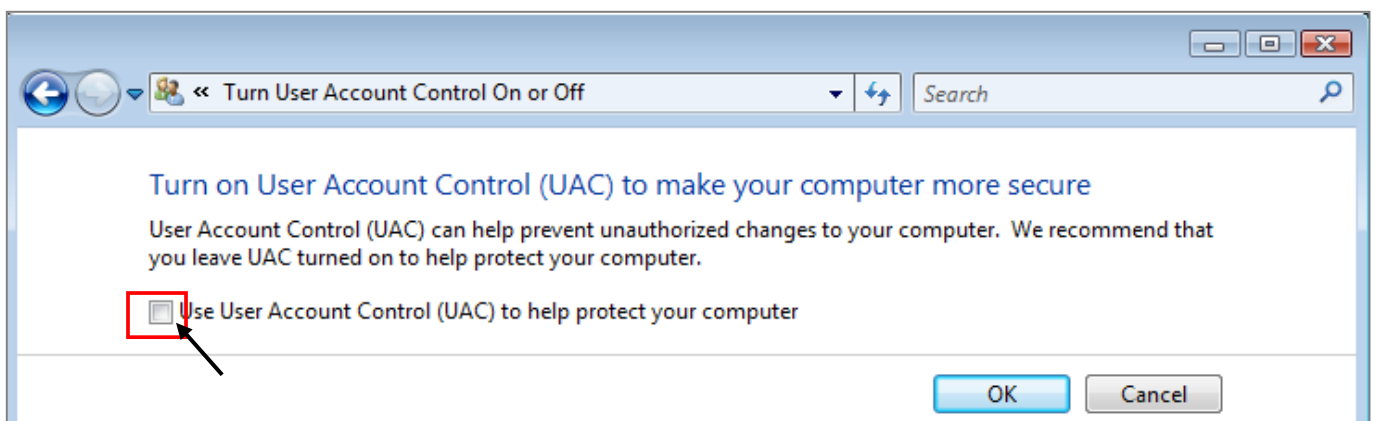 « Turn User Account Control On or Off
Search
Turn on User Account Control (UAC) to make your computer more secure
User Account Control (UAC) can help prevent unauthorized changes to your computer.  We recommend that
you leave UAC turned on to help protect your computer.
Use User Account Control (UAC) to help protect your computer
OK
Cancel